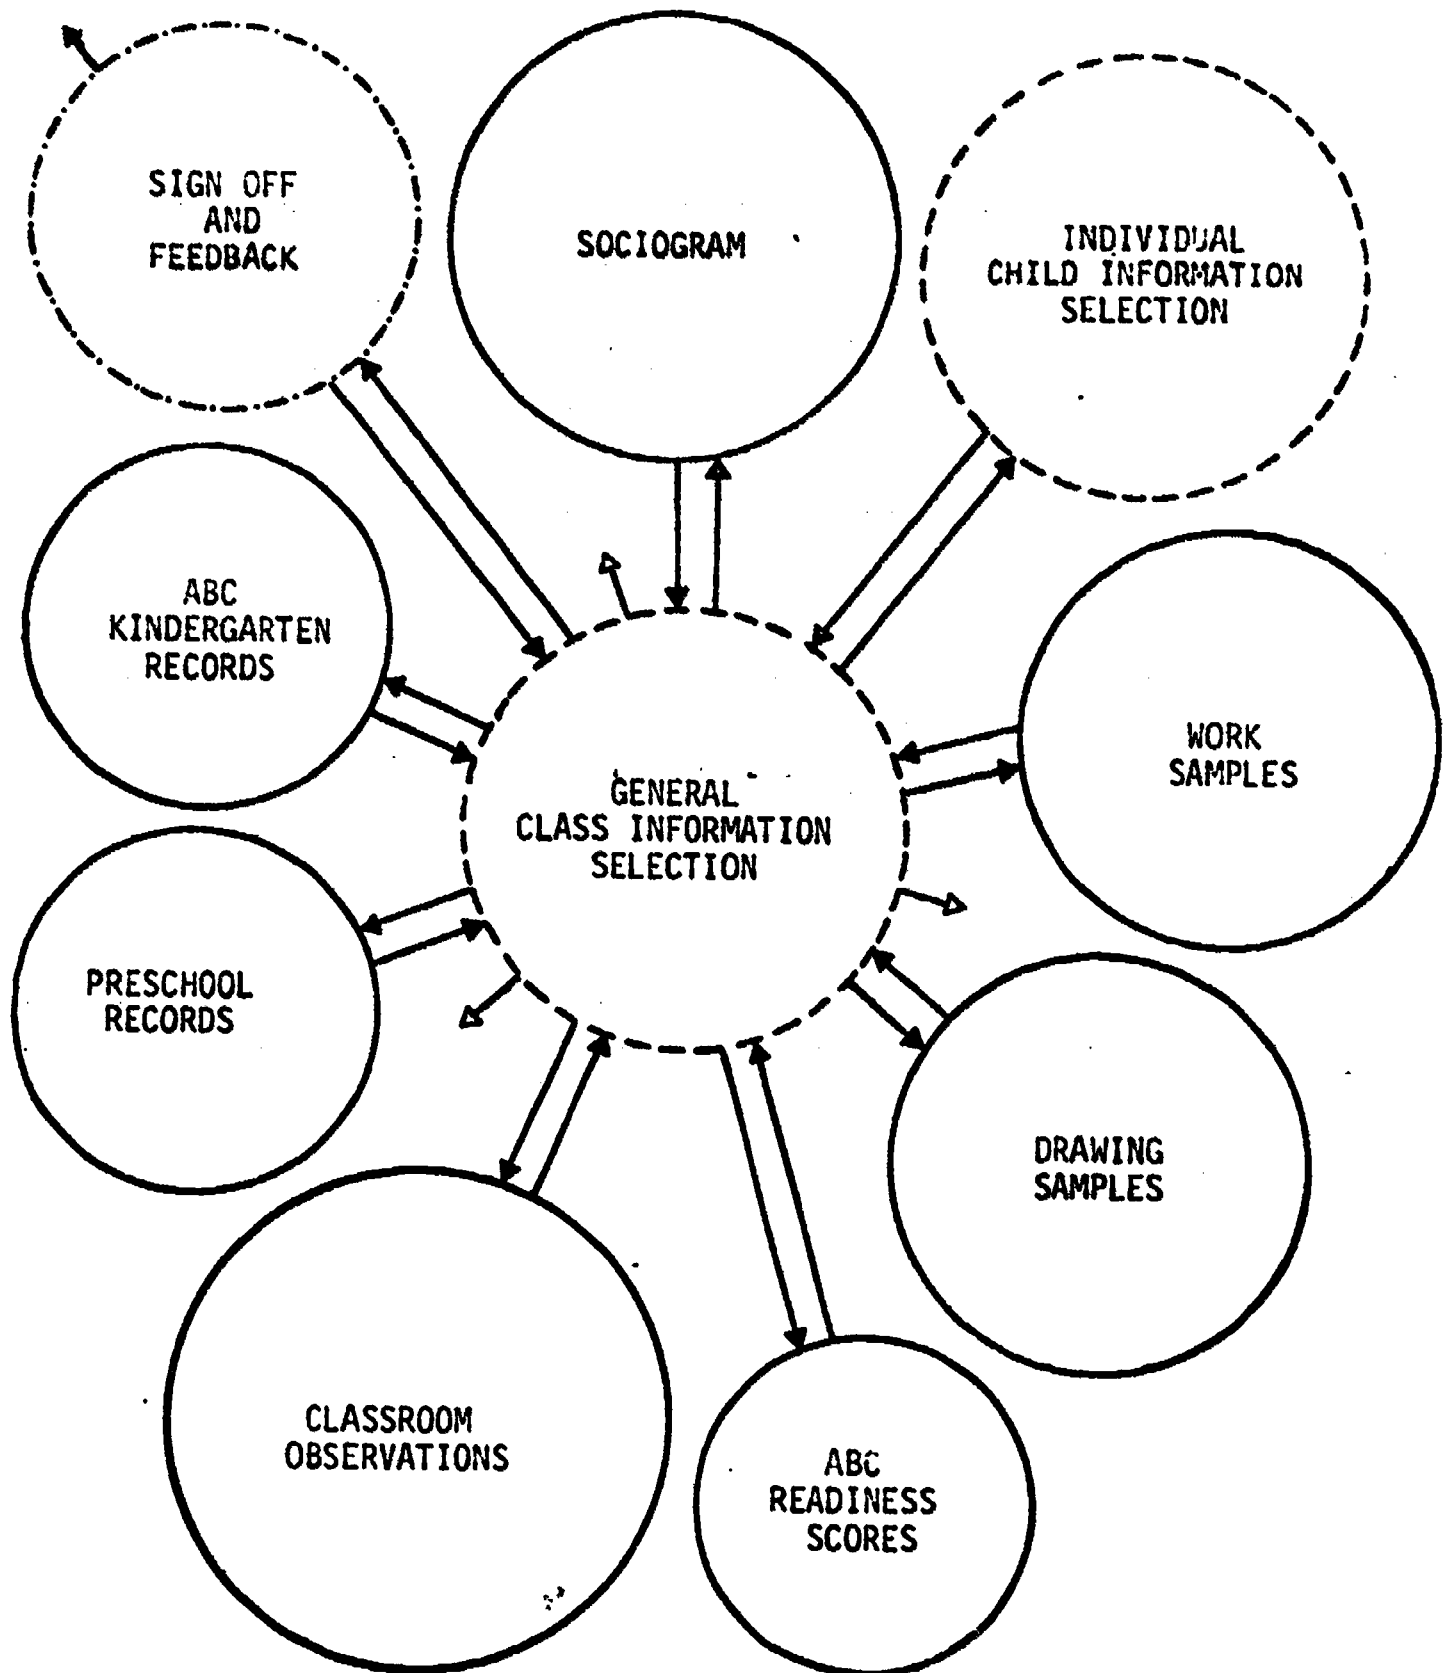 SIGN OFF
AND
FEEDBACK
SOCIOGRAM
INDIVIDUAL
CHILD INFORMATION
SELECTION
ABC
KINDERGARTEN
RECORDS
WORK
SAMPLES
GENERAL
CLASS INFORMATION
SELECTION
PRESCHOOL
RECORDS
DRAWING
SAMPLES
CLASSROOM
OBSERVATIONS
ABC
READINESS
SCORES